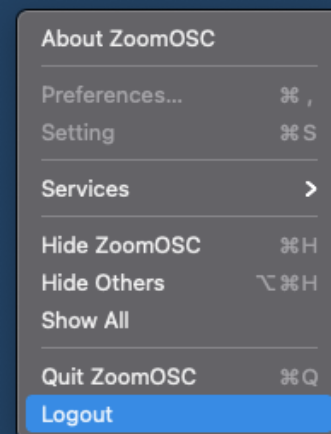 About ZoomOSC
Preferences... ⌘ ,
Setting ⌘ S
Services >
Hide ZoomOSC ⌘ H
Hide Others ⌥ ⌘ H
Show All
Quit ZoomOSC ⌘ Q
Logout